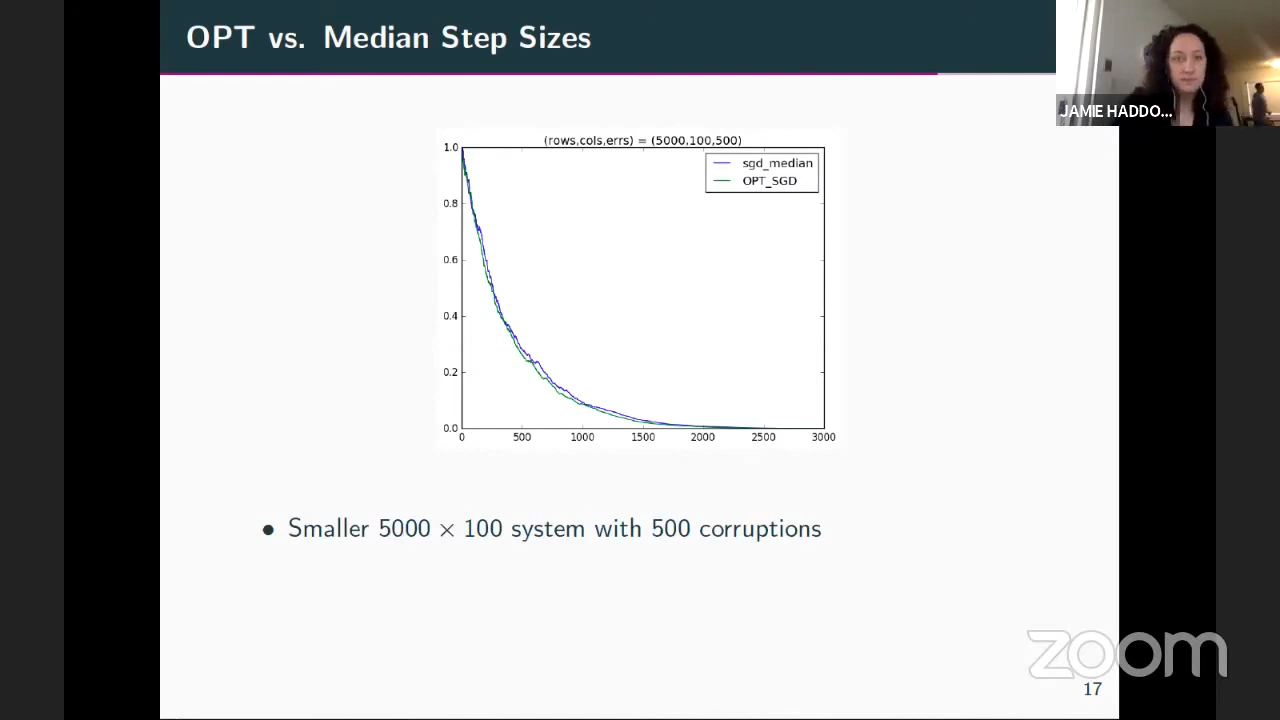 OPT vs. Median Step Sizes
JAMIE HADDO...
(rows,cols,errs) = (5000,100,500)
sgd_median
OPT_SGD
1.0
0.8
0.6
0.4
0.2
0.0
0 500 1000 1500 2000 2500 3000
• Smaller 5000 × 100 system with 500 corruptions
zoom
17